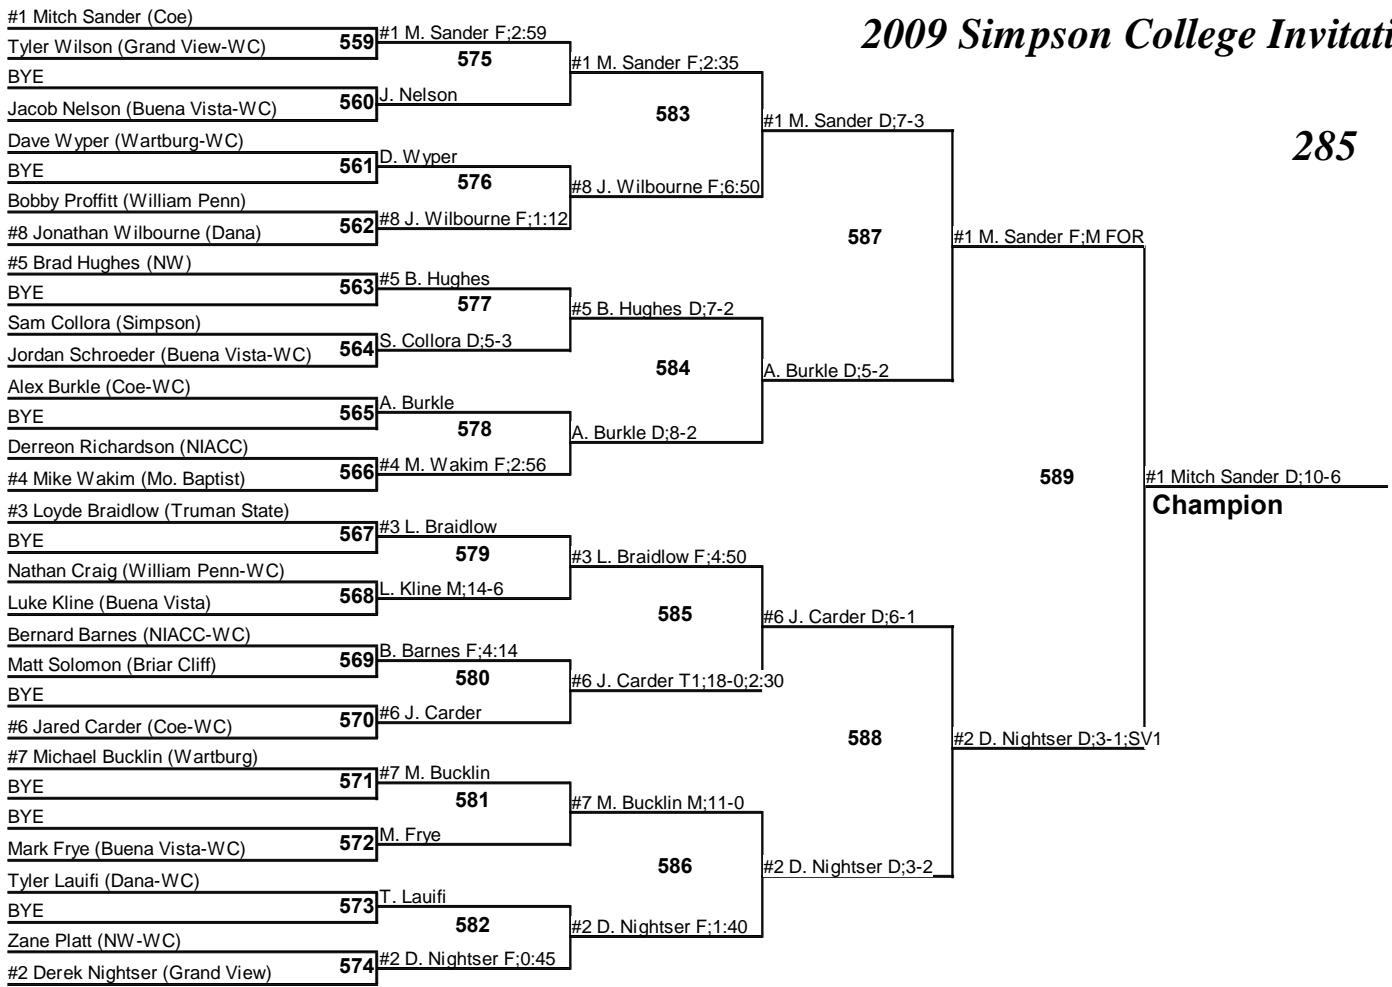 2009 Simpson College Invitati
285
#1 Mitch Sander (Coe)
Tyler Wilson (Grand View-WC)
BYE
Jacob Nelson (Buena Vista-WC)
Dave Wyper (Wartburg-WC)
BYE
Bobby Proffitt (William Penn)
#8 Jonathan Wilbourne (Dana)
#5 Brad Hughes (NW)
BYE
Sam Collora (Simpson)
Jordan Schroeder (Buena Vista-WC)
Alex Burkle (Coe-WC)
BYE
Derreon Richardson (NIACC)
#4 Mike Wakim (Mo. Baptist)
#3 Loyde Braidlow (Truman State)
BYE
Nathan Craig (William Penn-WC)
Luke Kline (Buena Vista)
Bernard Barnes (NIACC-WC)
Matt Solomon (Briar Cliff)
BYE
#6 Jared Carder (Coe-WC)
#7 Michael Bucklin (Wartburg)
BYE
BYE
Mark Frye (Buena Vista-WC)
Tyler Lauifi (Dana-WC)
BYE
Zane Platt (NW-WC)
#2 Derek Nightser (Grand View)
559
560
561
562
563
564
565
566
567
568
569
570
571
572
573
574
#1 M. Sander F;2:59
575
J. Nelson
D. Wyper
576
#8 J. Wilbourne F;1:12
#5 B. Hughes
577
S. Collora D;5-3
A. Burkle
578
#4 M. Wakim F;2:56
#3 L. Braidlow
579
L. Kline M;14-6
B. Barnes F;4:14
580
#6 J. Carder
#7 M. Bucklin
581
M. Frye
T. Lauifi
582
#2 D. Nightser F;0:45
#1 M. Sander F;2:35
583
#8 J. Wilbourne F;6:50
#5 B. Hughes D;7-2
584
A. Burkle D;8-2
#3 L. Braidlow F;4:50
585
#6 J. Carder T1;18-0;2:30
#7 M. Bucklin M;11-0
586
#2 D. Nightser F;1:40
#1 M. Sander D;7-3
587
A. Burkle D;5-2
#6 J. Carder D;6-1
588
#2 D. Nightser D;3-2
#1 M. Sander F;M FOR
589
#2 D. Nightser D;3-1;SV1
#1 Mitch Sander D;10-6
Champion